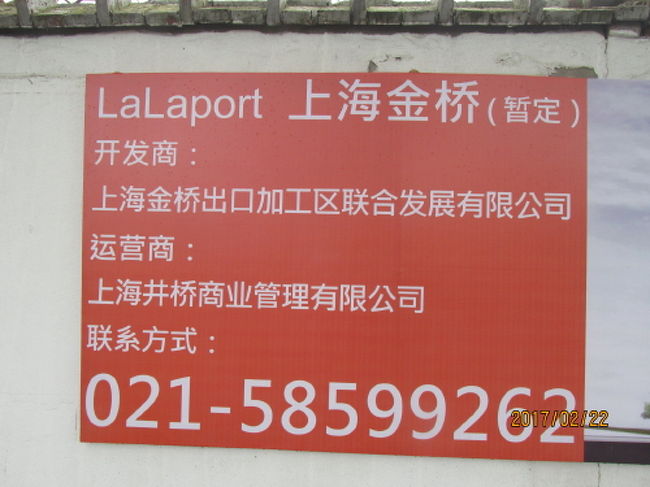 LaLaport 上海金桥(暂定)
开发商：
上海金桥出口加工区联合发展有限公司
运营商：
上海井桥商业管理有限公司
联系方式：
021-58599262
2017/02/22